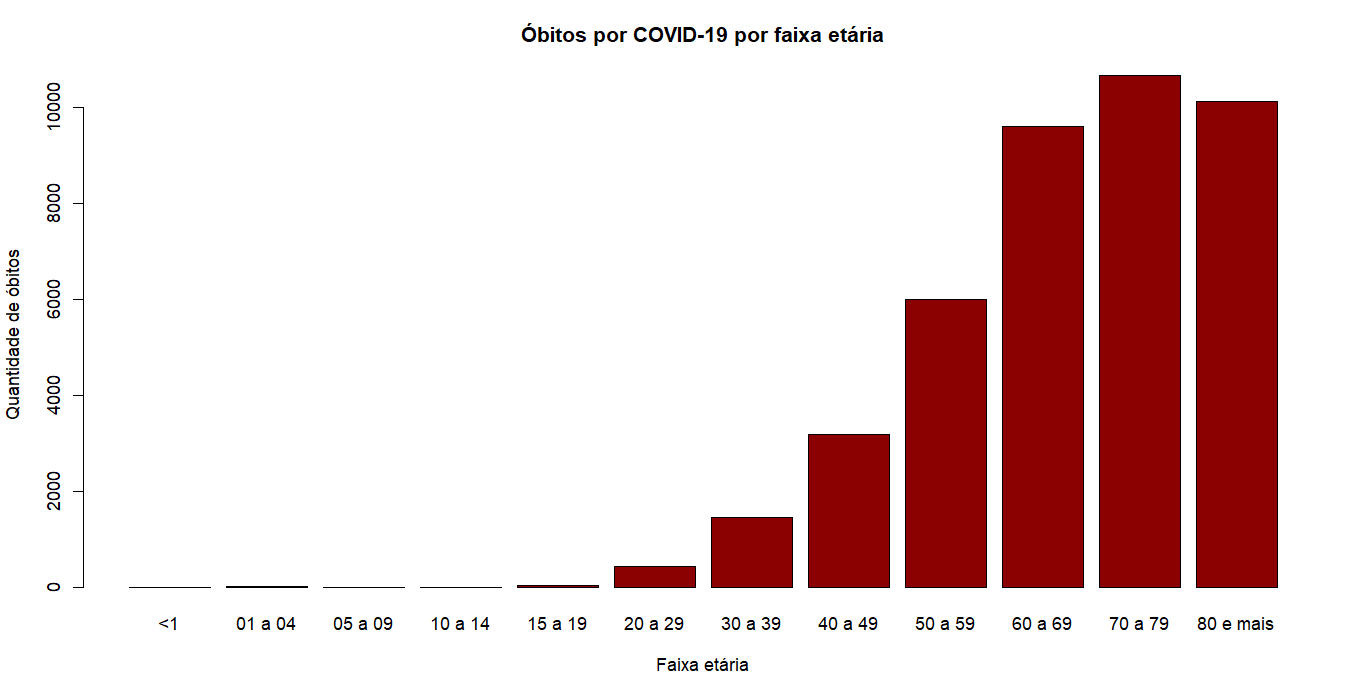 Óbitos por COVID-19 por faixa etária
Quantidade de óbitos
10000
8000
6000
4000
2000
0
<1 01 a 04 05 a 09 10 a 14 15 a 19 20 a 29 30 a 39 40 a 49 50 a 59 60 a 69 70 a 79 80 e mais
Faixa etária